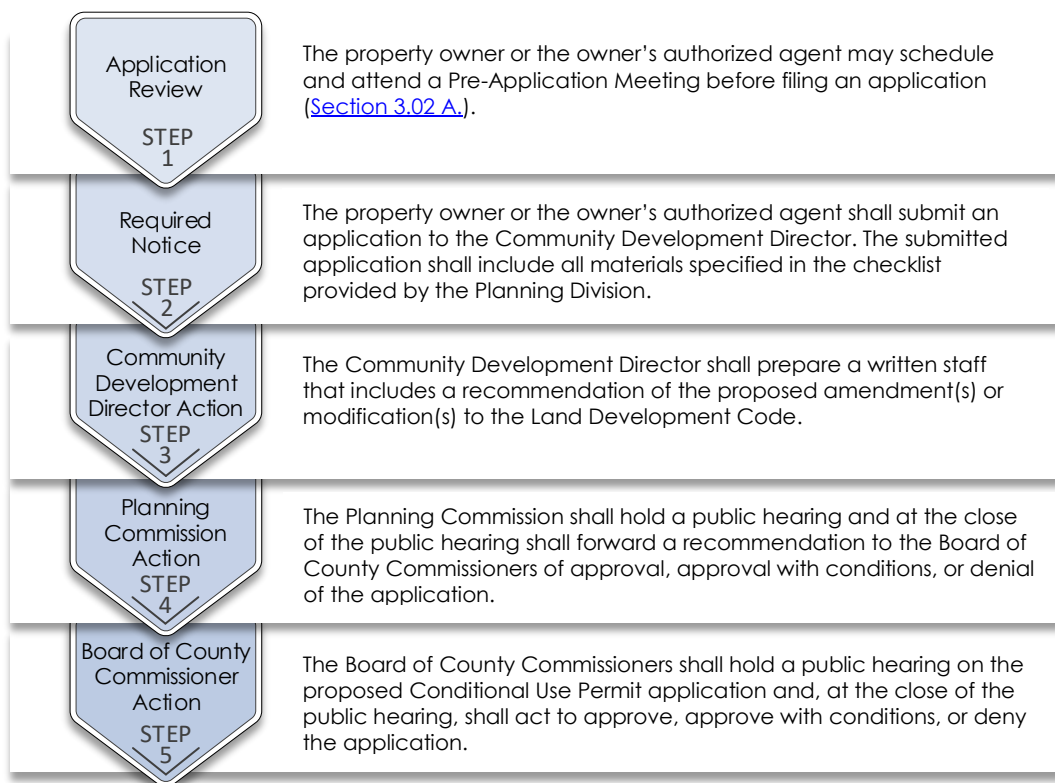 Application
Review
STEP
1
The property owner or the owner’s authorized agent may schedule
and attend a Pre-Application Meeting before filing an application
(Section 3.02 A.).
Required
Notice
STEP
2
The property owner or the owner’s authorized agent shall submit an
application to the Community Development Director. The submitted
application shall include all materials specified in the checklist
provided by the Planning Division.
Community
Development
Director Action
STEP
3
The Community Development Director shall prepare a written staff
that includes a recommendation of the proposed amendment(s) or
modification(s) to the Land Development Code.
Planning
Commission
Action
STEP
4
The Planning Commission shall hold a public hearing and at the close
of the public hearing shall forward a recommendation to the Board of
County Commissioners of approval, approval with conditions, or denial
of the application.
Board of County
Commissioner
Action
STEP
5
The Board of County Commissioners shall hold a public hearing on the
proposed Conditional Use Permit application and, at the close of the
public hearing, shall act to approve, approve with conditions, or deny
the application.